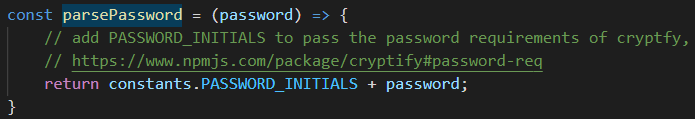 const parsePassword = (password) => {
// add PASSWORD_INITIALS to pass the password requirements of cryptfy,
// https://www.npmjs.com/package/cryptify#password-req
return constants.PASSWORD_INITIALS + password;
}